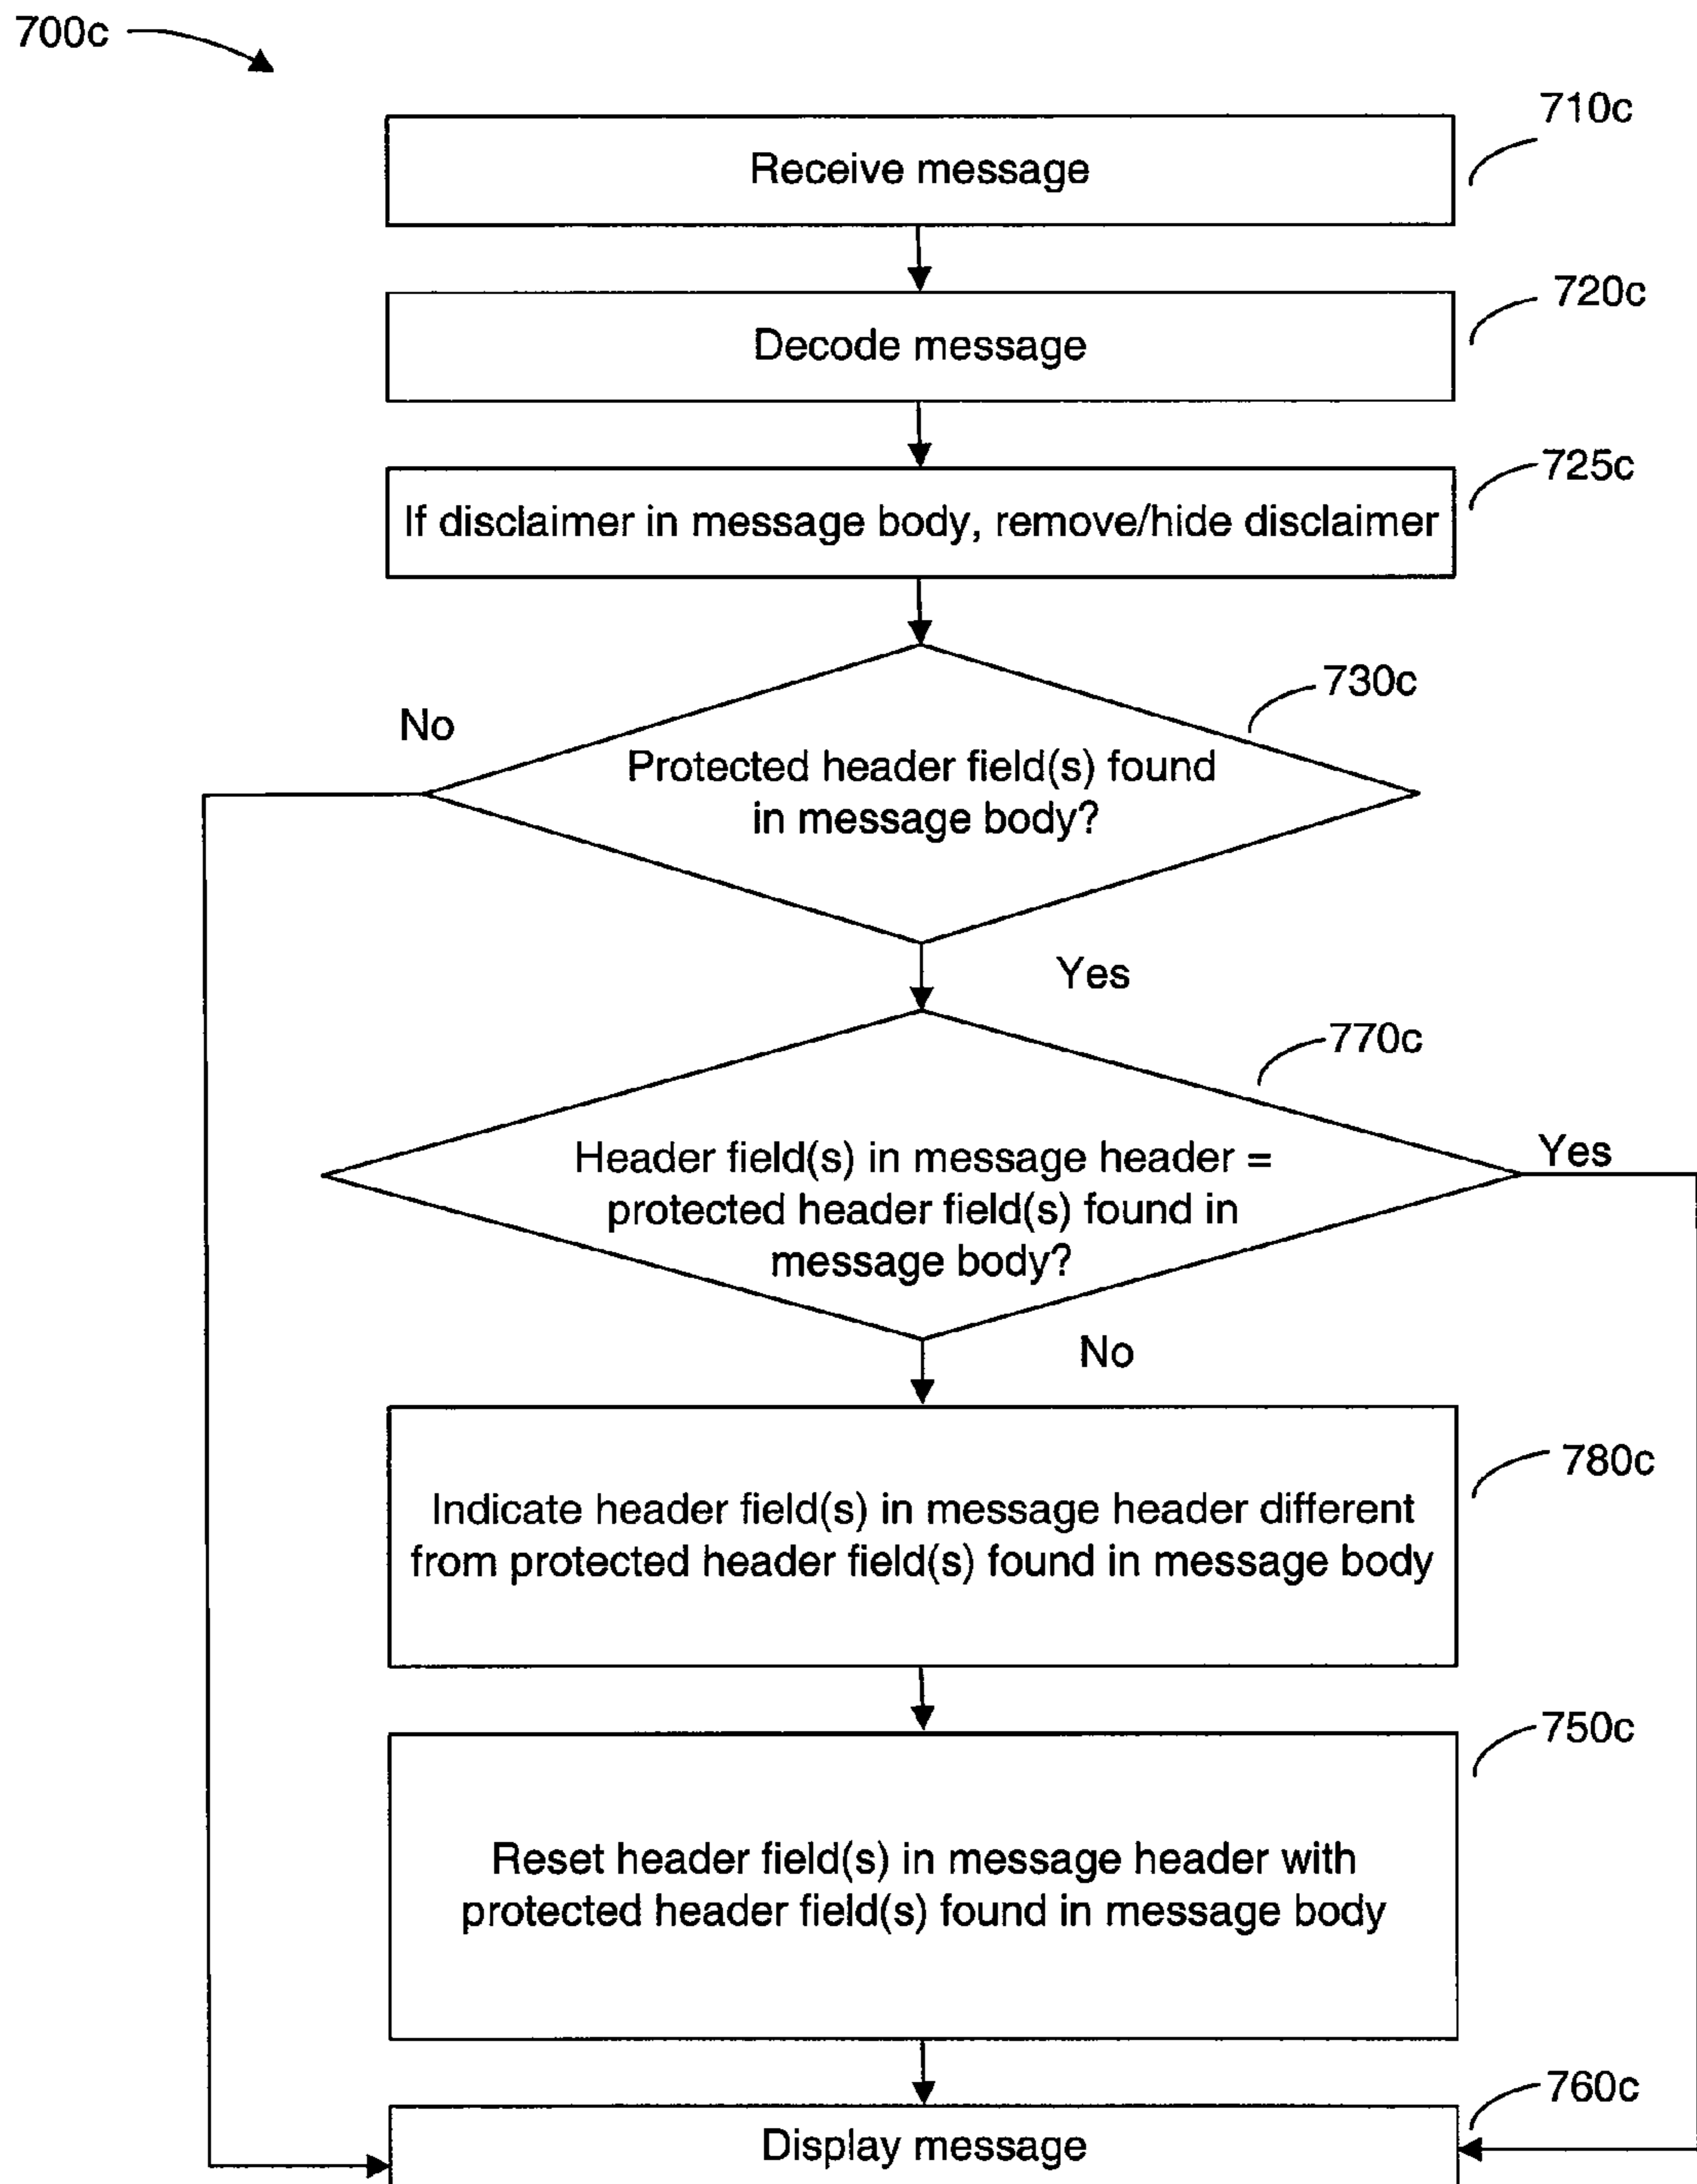 700c
710c
Receive message
720c
Decode message
725c
If disclaimer in message body, remove/hide disclaimer
730c
No
Protected header field(s) found
in message body?
Yes
770c
Yes
Header field(s) in message header =
protected header field(s) found in
message body?
No
780c
Indicate header field(s) in message header different
from protected header field(s) found in message body
750c
Reset header field(s) in message header with
protected header field(s) found in message body
760c
Display message